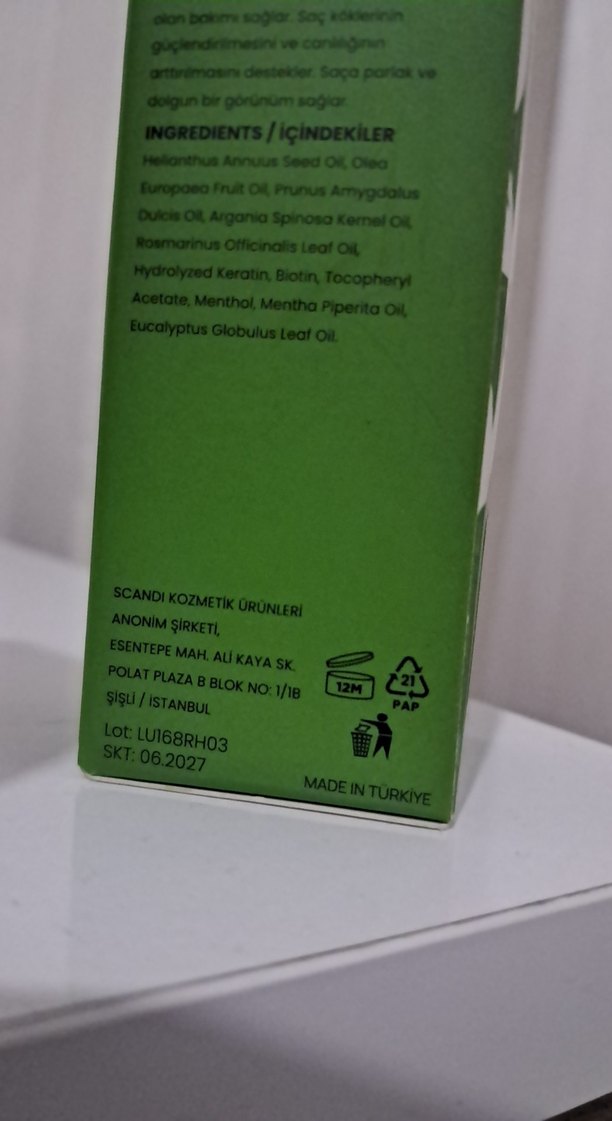 olan bakımı sağlar. Saç köklerinin
güçlendirilmesini ve canlılığının
arttırılmasını destekler. Saça parlak ve
dolgun bir görünüm sağlar.
INGREDIENTS / İÇİNDEKİLER
Helianthus Annuus Seed Oil, Olea
Europaea Fruit Oil, Prunus Amygdalus
Dulcis Oil, Argania Spinosa Kernel Oil,
Rosmarinus Officinalis Leaf Oil,
Hydrolyzed Keratin, Biotin, Tocopheryl
Acetate, Menthol, Mentha Piperita Oil,
Eucalyptus Globulus Leaf Oil.
SCANDI KOZMETİK ÜRÜNLERİ
ANONİM ŞİRKETİ,
ESENTEPE MAH. ALİ KAYA SK.
POLAT PLAZA B BLOK NO: 1/1B
ŞİŞLİ / İSTANBUL
12M
21
PAP
Lot: LU168RH03
SKT: 06.2027
MADE IN TÜRKİYE